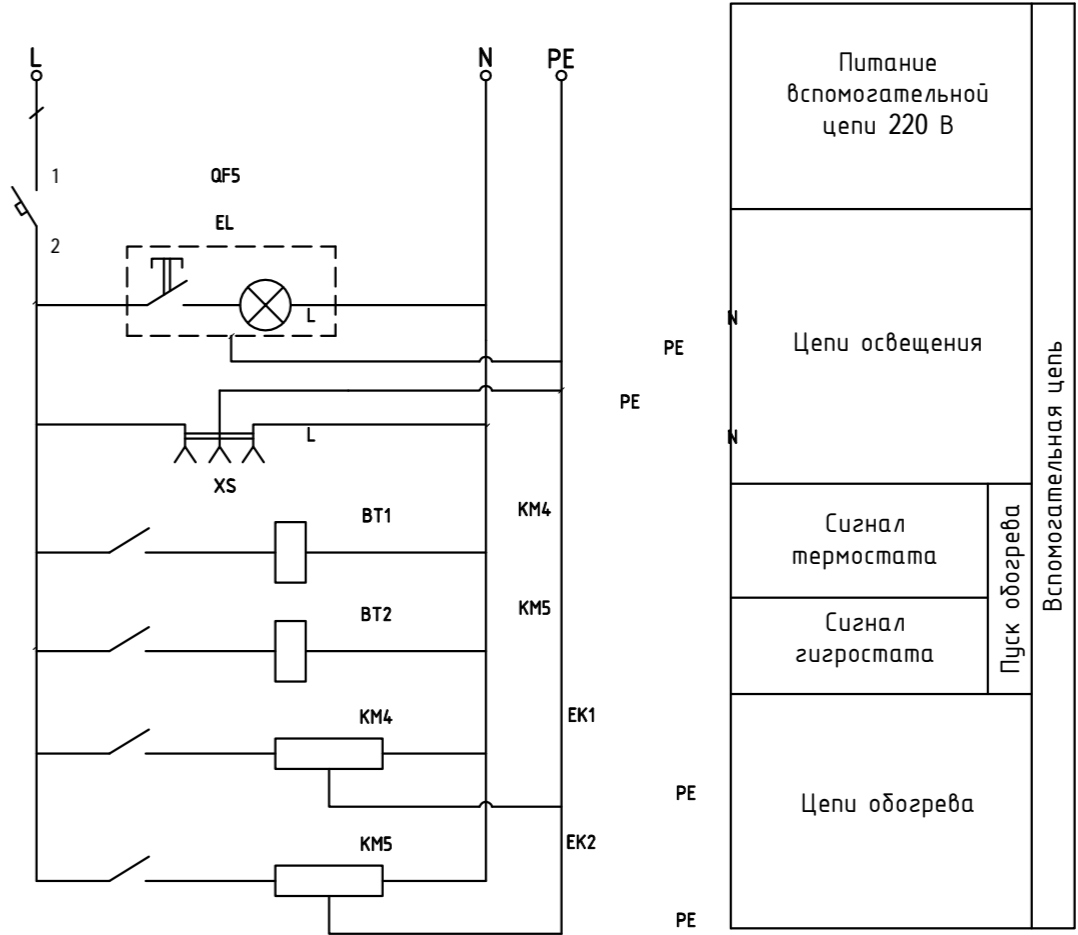 L
N
PE
1
QF5
2
EL
L
PE
N
PE
L
N
XS
BT1
KM4
BT2
KM5
KM4
EK1
PE
KM5
EK2
PE
Питание
вспомогательной
цепи 220 В
Цепи освещения
Сигнал
термостата
Сигнал
гигростата
Пуск обогрева
Цепи обогрева
Вспомогательная цепь